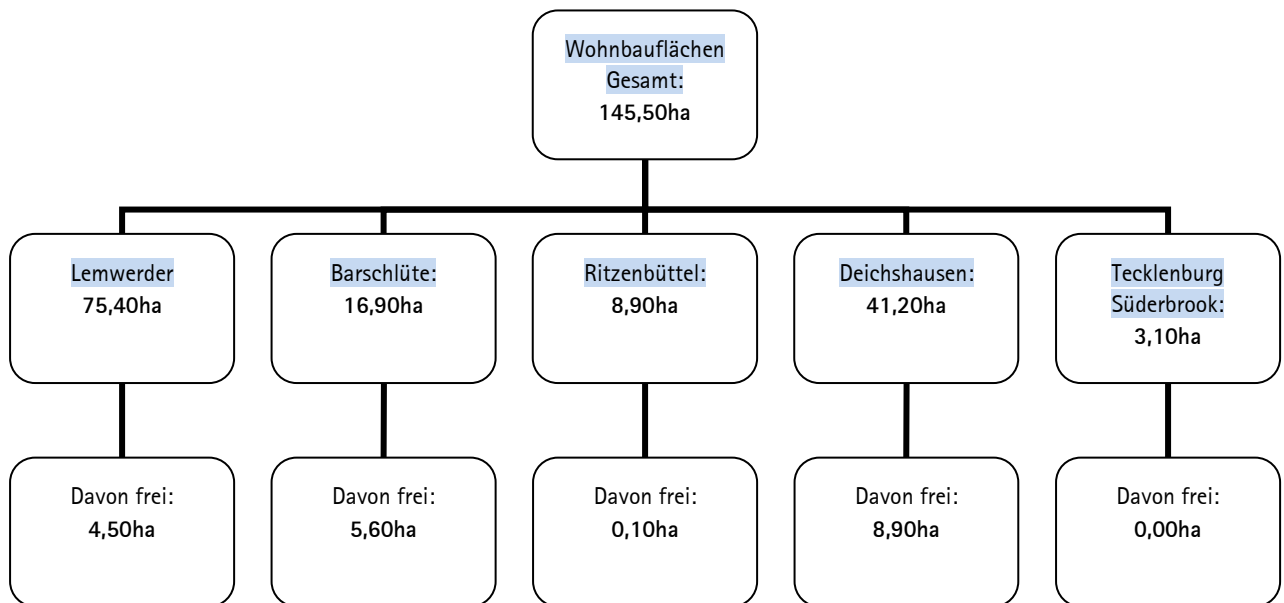 Wohnbauflächen
Gesamt:
145,50ha
Lemwerder
75,40ha
Barschlüte:
16,90ha
Ritzenbüttel:
8,90ha
Deichshausen:
41,20ha
Tecklenburg
Süderbrook:
3,10ha
Davon frei:
4,50ha
Davon frei:
5,60ha
Davon frei:
0,10ha
Davon frei:
8,90ha
Davon frei:
0,00ha